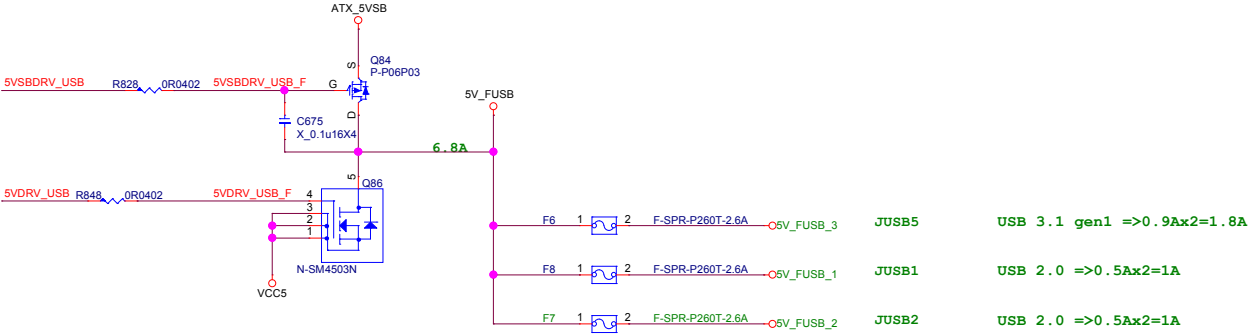 ATX_5VSB
S
Q84
P-P06P03
5VSBDRV_USB R828 0R0402 5VSBDRV_USB_F G
5V_FUSB
C675
X_0.1u16X4
D
6.8A
5
Q86
5VDRV_USB R848 0R0402 5VDRV_USB_F 4
3
2
1
N-SM4503N
VCC5
F6 1 2 F-SPR-P260T-2.6A 5V_FUSB_3 JUSB5 USB 3.1 gen1 =>0.9Ax2=1.8A
F8 1 2 F-SPR-P260T-2.6A 5V_FUSB_1 JUSB1 USB 2.0 =>0.5Ax2=1A
F7 1 2 F-SPR-P260T-2.6A 5V_FUSB_2 JUSB2 USB 2.0 =>0.5Ax2=1A